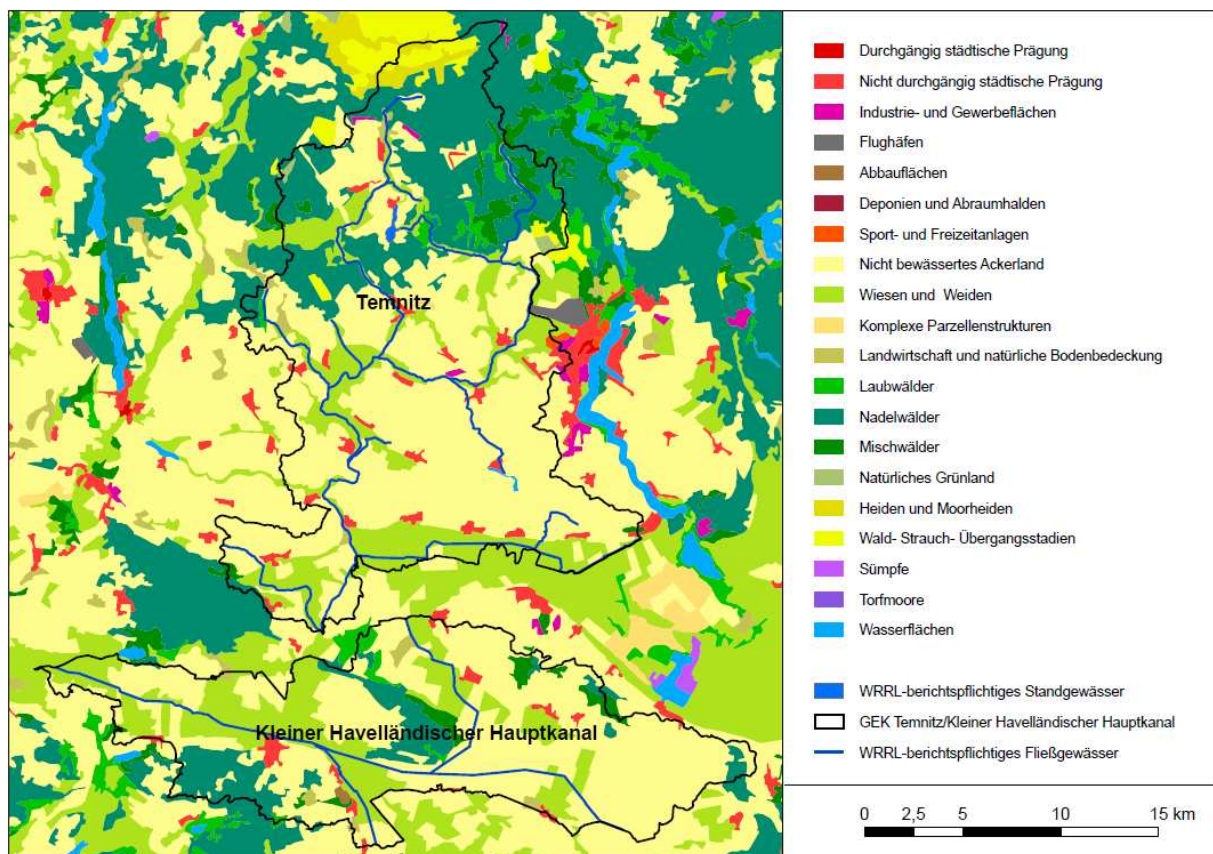 Temnitz
Kleiner Havelländischer Hauptkanal
Durchgängig städtische Prägung
Nicht durchgängig städtische Prägung
Industrie- und Gewerbeflächen
Flughäfen
Abbauflächen
Deponien und Abraumhalden
Sport- und Freizeitanlagen
Nicht bewässertes Ackerland
Wiesen und Weiden
Komplexe Parzellenstrukturen
Landwirtschaft und natürliche Bodenbedeckung
Laubwälder
Nadelwälder
Mischwälder
Natürliches Grünland
Heiden und Moorheiden
Wald- Strauch- Übergangsstadien
Sümpfe
Torfmoore
Wasserflächen
WRRL-berichtspflichtiges Standgewässer
GEK Temnitz/Kleiner Havelländischer Hauptkanal
WRRL-berichtspflichtiges Fließgewässer
0 2,5 5 10 15 km